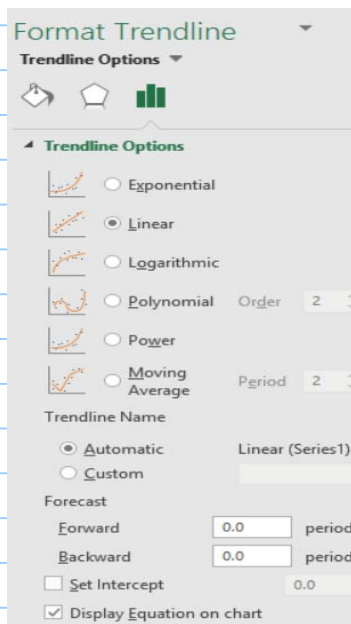 Format Trendline
Trendline Options
Trendline Options
Exponential
Linear
Logarithmic
Polynomial Order 2
Power
Moving Average Period 2
Trendline Name
Automatic Linear (Series1)
Custom
Forecast
Forward 0.0 period
Backward 0.0 period
Set Intercept 0.0
Display Equation on chart